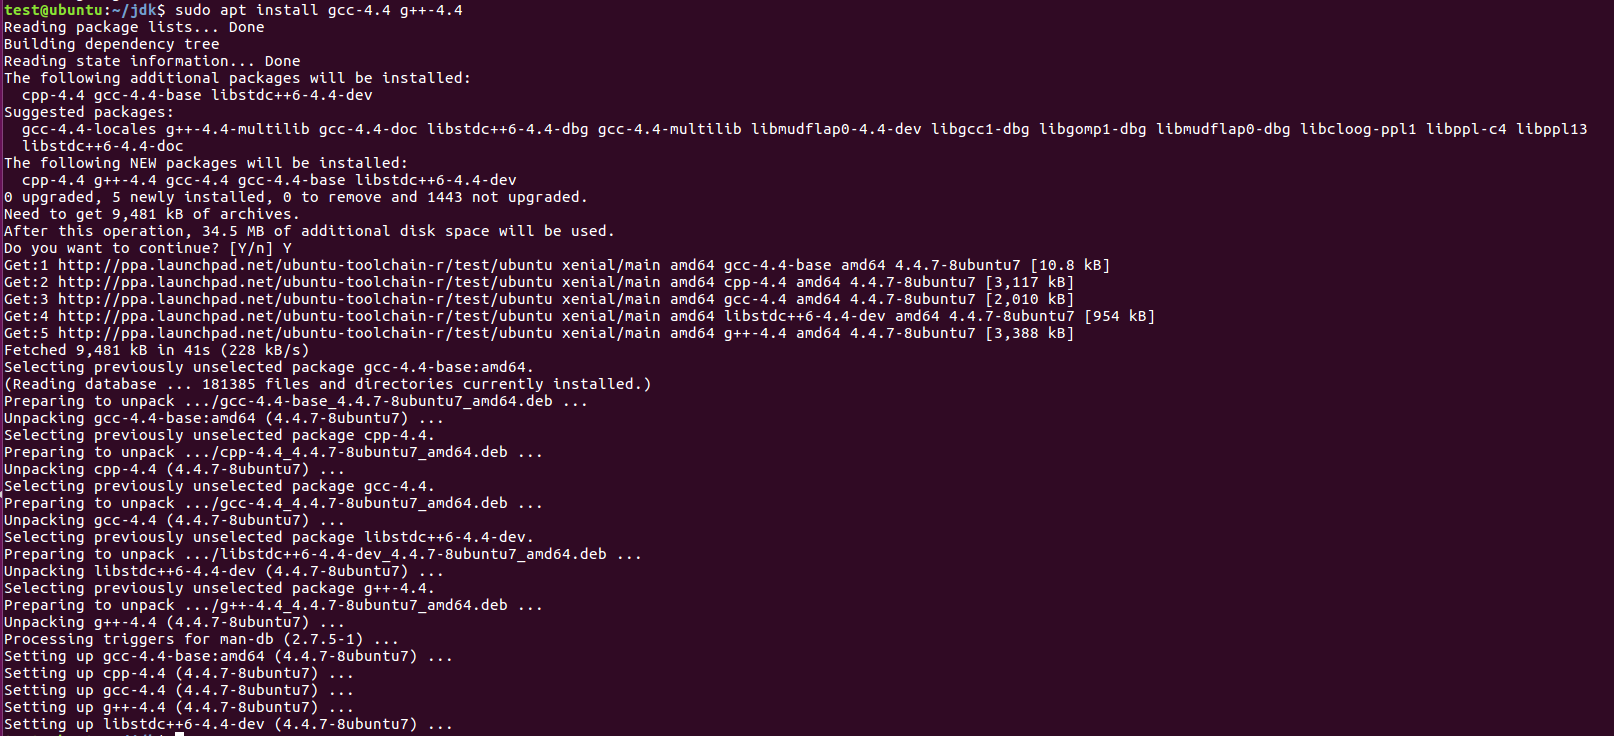 test@ubuntu:~/jdk$ sudo apt install gcc-4.4 g++-4.4
Reading package lists... Done
Building dependency tree
Reading state information... Done
The following additional packages will be installed:
  cpp-4.4 gcc-4.4-base libstdc++6-4.4-dev
Suggested packages:
  gcc-4.4-locales g++-4.4-multilib gcc-4.4-doc libstdc++6-4.4-dbg gcc-4.4-multilib libmudflap0-4.4-dev libgcc1-dbg libgomp1-dbg libmudflap0-dbg libcloog-ppl1 libppl-c4 libppl13
  libstdc++6-4.4-doc
The following NEW packages will be installed:
  cpp-4.4 g++-4.4 gcc-4.4 gcc-4.4-base libstdc++6-4.4-dev
0 upgraded, 5 newly installed, 0 to remove and 1443 not upgraded.
Need to get 9,481 kB of archives.
After this operation, 34.5 MB of additional disk space will be used.
Do you want to continue? [Y/n] Y
Get:1 http://ppa.launchpad.net/ubuntu-toolchain-r/test/ubuntu xenial/main amd64 gcc-4.4-base amd64 4.4.7-8ubuntu7 [10.8 kB]
Get:2 http://ppa.launchpad.net/ubuntu-toolchain-r/test/ubuntu xenial/main amd64 cpp-4.4 amd64 4.4.7-8ubuntu7 [3,117 kB]
Get:3 http://ppa.launchpad.net/ubuntu-toolchain-r/test/ubuntu xenial/main amd64 gcc-4.4 amd64 4.4.7-8ubuntu7 [2,010 kB]
Get:4 http://ppa.launchpad.net/ubuntu-toolchain-r/test/ubuntu xenial/main amd64 libstdc++6-4.4-dev amd64 4.4.7-8ubuntu7 [954 kB]
Get:5 http://ppa.launchpad.net/ubuntu-toolchain-r/test/ubuntu xenial/main amd64 g++-4.4 amd64 4.4.7-8ubuntu7 [3,388 kB]
Fetched 9,481 kB in 41s (228 kB/s)
Selecting previously unselected package gcc-4.4-base:amd64.
(Reading database ... 181385 files and directories currently installed.)
Preparing to unpack .../gcc-4.4-base_4.4.7-8ubuntu7_amd64.deb ...
Unpacking gcc-4.4-base:amd64 (4.4.7-8ubuntu7) ...
Selecting previously unselected package cpp-4.4.
Preparing to unpack .../cpp-4.4_4.4.7-8ubuntu7_amd64.deb ...
Unpacking cpp-4.4 (4.4.7-8ubuntu7) ...
Selecting previously unselected package gcc-4.4.
Preparing to unpack .../gcc-4.4_4.4.7-8ubuntu7_amd64.deb ...
Unpacking gcc-4.4 (4.4.7-8ubuntu7) ...
Selecting previously unselected package libstdc++6-4.4-dev.
Preparing to unpack .../libstdc++6-4.4-dev_4.4.7-8ubuntu7_amd64.deb ...
Unpacking libstdc++6-4.4-dev (4.4.7-8ubuntu7) ...
Selecting previously unselected package g++-4.4.
Preparing to unpack .../g++-4.4_4.4.7-8ubuntu7_amd64.deb ...
Unpacking g++-4.4 (4.4.7-8ubuntu7) ...
Processing triggers for man-db (2.7.5-1) ...
Setting up gcc-4.4-base:amd64 (4.4.7-8ubuntu7) ...
Setting up cpp-4.4 (4.4.7-8ubuntu7) ...
Setting up gcc-4.4 (4.4.7-8ubuntu7) ...
Setting up g++-4.4 (4.4.7-8ubuntu7) ...
Setting up libstdc++6-4.4-dev (4.4.7-8ubuntu7) ...